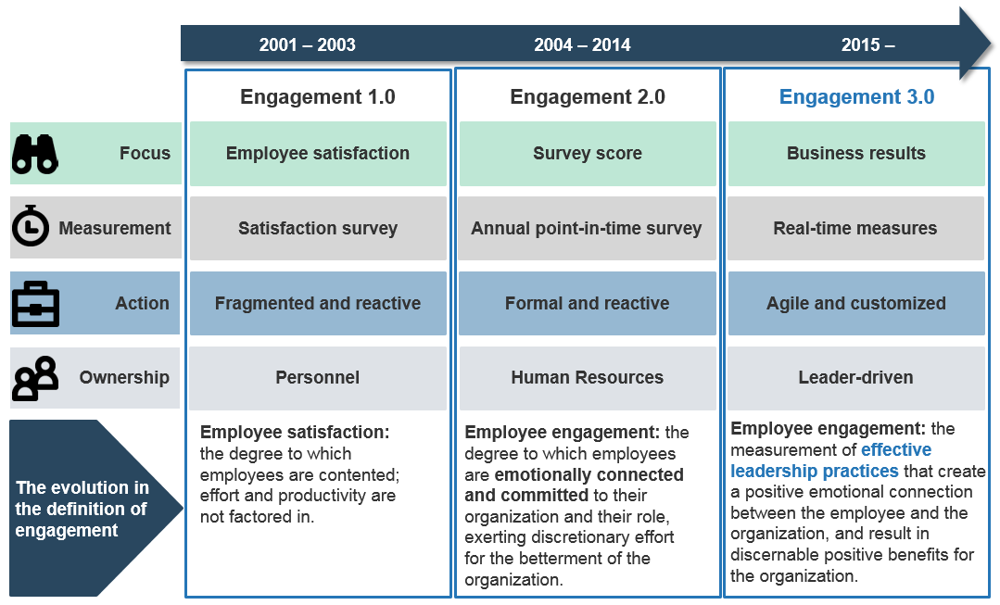 2001 – 2003
2004 – 2014
2015 –
Engagement 1.0
Engagement 2.0
Engagement 3.0
Focus
Employee satisfaction
Survey score
Business results
Measurement
Satisfaction survey
Annual point-in-time survey
Real-time measures
Action
Fragmented and reactive
Formal and reactive
Agile and customized
Ownership
Personnel
Human Resources
Leader-driven
The evolution in
the definition of
engagement
Employee satisfaction:
the degree to which
employees are contented;
effort and productivity are
not factored in.
Employee engagement: the
degree to which employees
are emotionally connected
and committed to their
organization and their role,
exerting discretionary effort
for the betterment of the
organization.
Employee engagement: the
measurement of effective
leadership practices that create
a positive emotional connection
between the employee and the
organization, and result in
discernable positive benefits for
the organization.